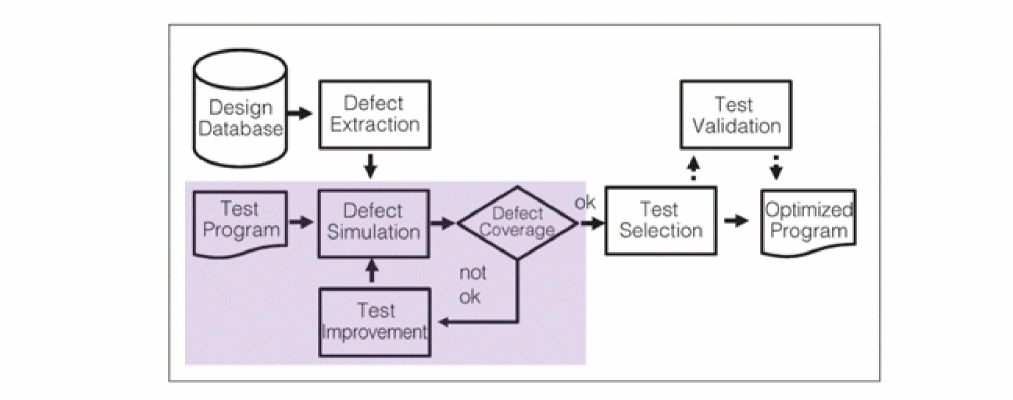 Design
Database
Defect
Extraction
Test
Validation
Test
Program
Defect
Simulation
Defect
Coverage
ok
Test
Selection
Optimized
Program
not
ok
Test
Improvement